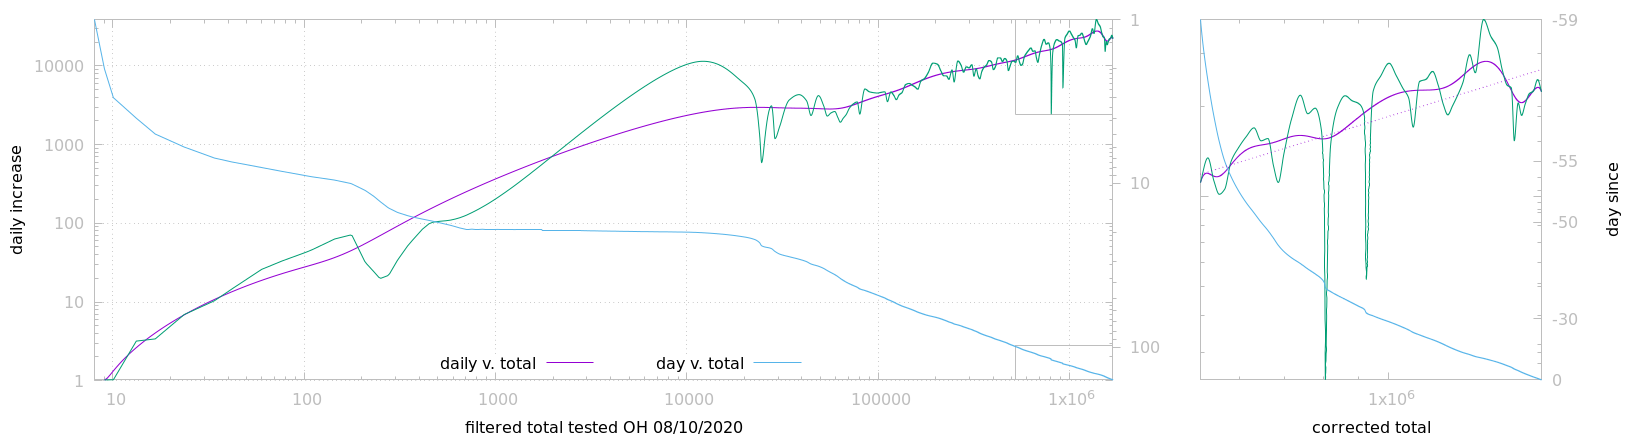 daily increase
10000
1000
100
10
1
10
100
1000
10000
100000
1x10⁶
1
10
100
daily v. total
day v. total
filtered total tested OH 08/10/2020
-59
-55
-50
-30
0
day since
1x10⁶
corrected total